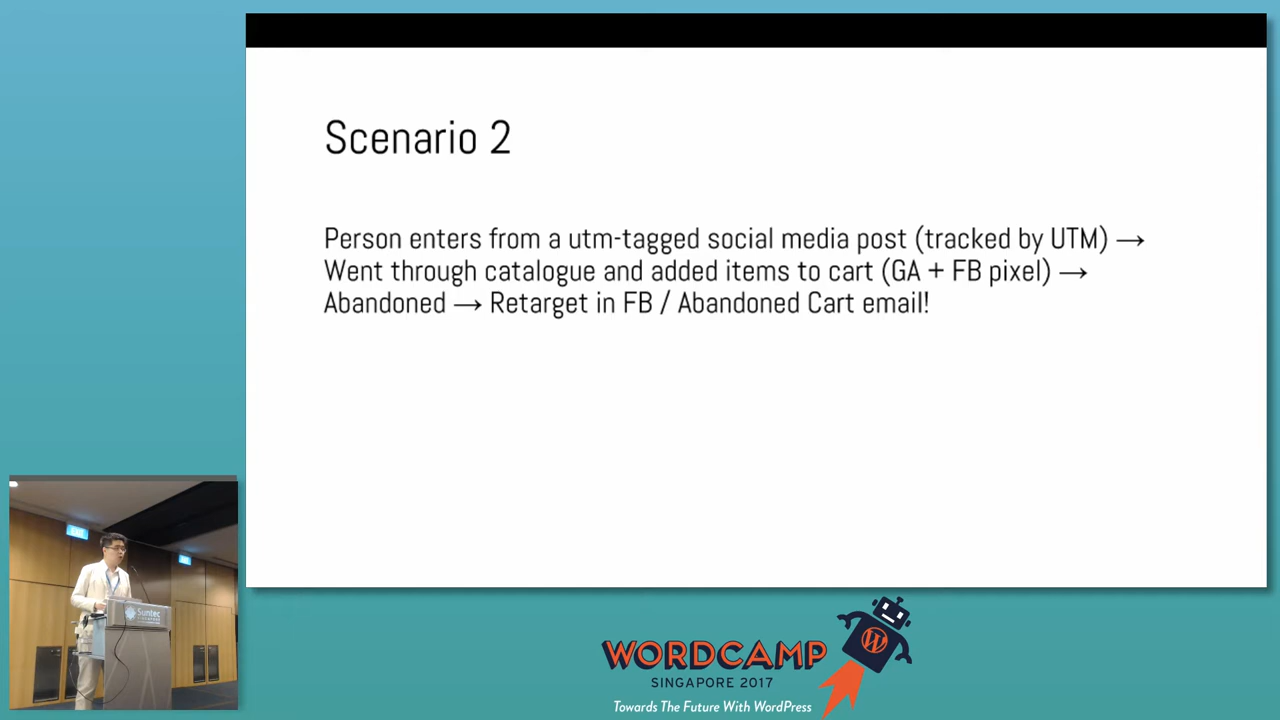 Scenario 2
Person enters from a utm-tagged social media post (tracked by UTM) →
Went through catalogue and added items to cart (GA + FB pixel) →
Abandoned → Retarget in FB / Abandoned Cart email!
EXIT
Suntec
WORDCAMP
SINGAPORE 2017
Towards The Future With WordPress